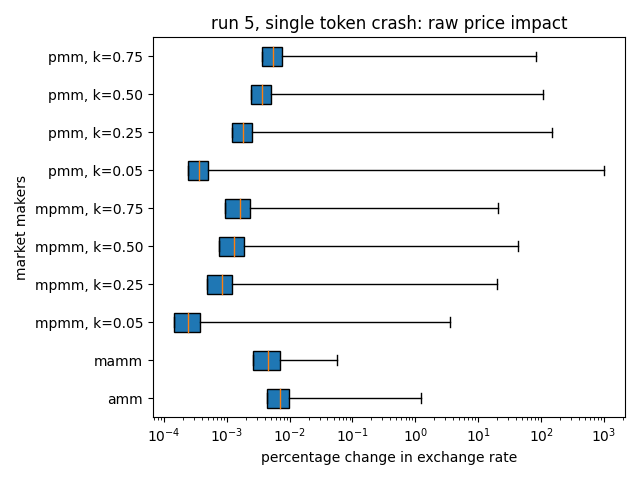 run 5, single token crash: raw price impact
market makers
pmm, k=0.75
pmm, k=0.50
pmm, k=0.25
pmm, k=0.05
mpmm, k=0.75
mpmm, k=0.50
mpmm, k=0.25
mpmm, k=0.05
mamm
amm
10⁻⁴ 10⁻³ 10⁻² 10⁻¹ 10⁰ 10¹ 10² 10³
percentage change in exchange rate